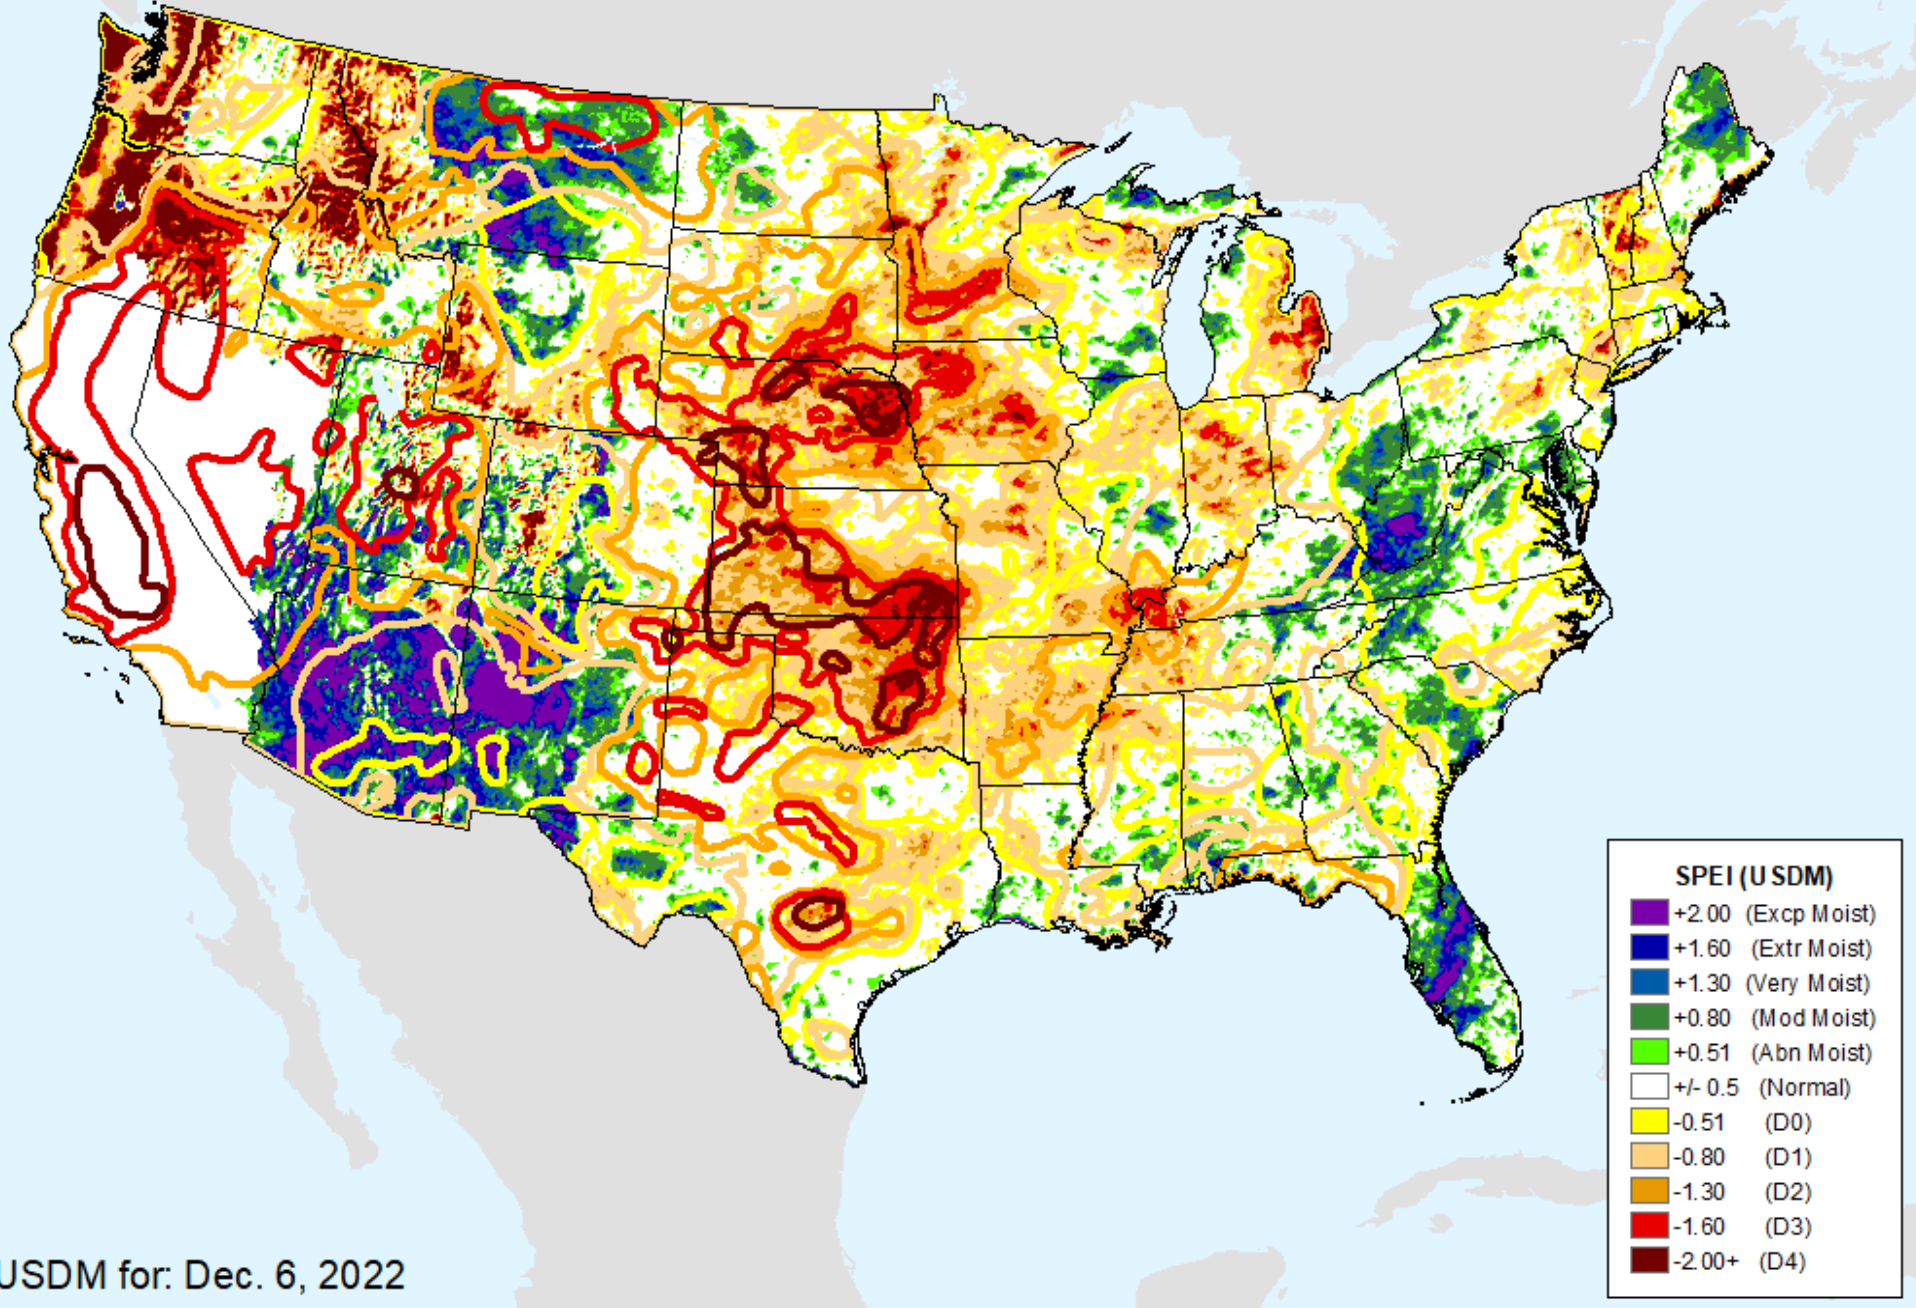 SPEI (USDM)
+2.00 (Excp Moist)
+1.60 (Extr Moist)
+1.30 (Very Moist)
+0.80 (Mod Moist)
+0.51 (Abn Moist)
+/- 0.5 (Normal)
-0.51 (D0)
-0.80 (D1)
-1.30 (D2)
-1.60 (D3)
-2.00+ (D4)
USDM for: Dec. 6, 2022